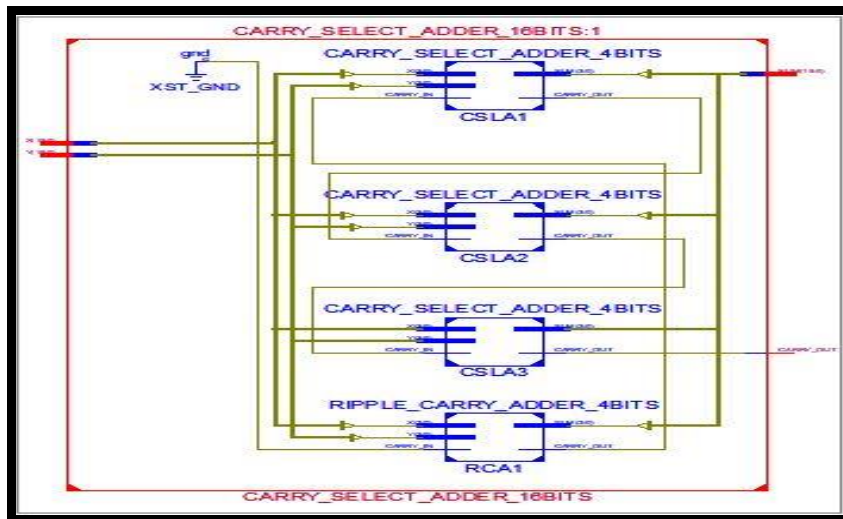 CARRY_SELECT_ADDER_16BITS:1
gnd
XST_GND
CARRY_SELECT_ADDER_4BITS
CARRY_IN
CARRY_OUT
CSLA1
CARRY_SELECT_ADDER_4BITS
CARRY_IN
CARRY_OUT
CSLA2
CARRY_SELECT_ADDER_4BITS
CARRY_IN
CARRY_OUT
CARRY_OUT
CSLA3
RIPPLE_CARRY_ADDER_4BITS
CARRY_IN
CARRY_OUT
RCA1
CARRY_SELECT_ADDER_16BITS